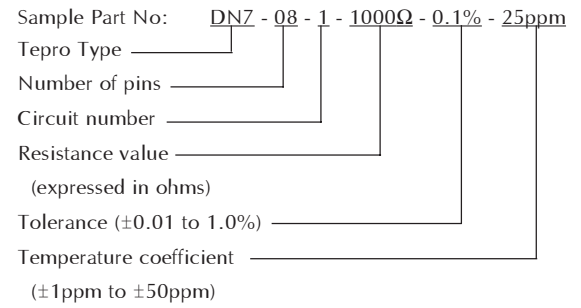 Sample Part No: DN7 - 08 - 1 - 1000Ω - 0.1% - 25ppm
Tepro Type
Number of pins
Circuit number
Resistance value
(expressed in ohms)
Tolerance (±0.01 to 1.0%)
Temperature coefficient
(±1ppm to ±50ppm)